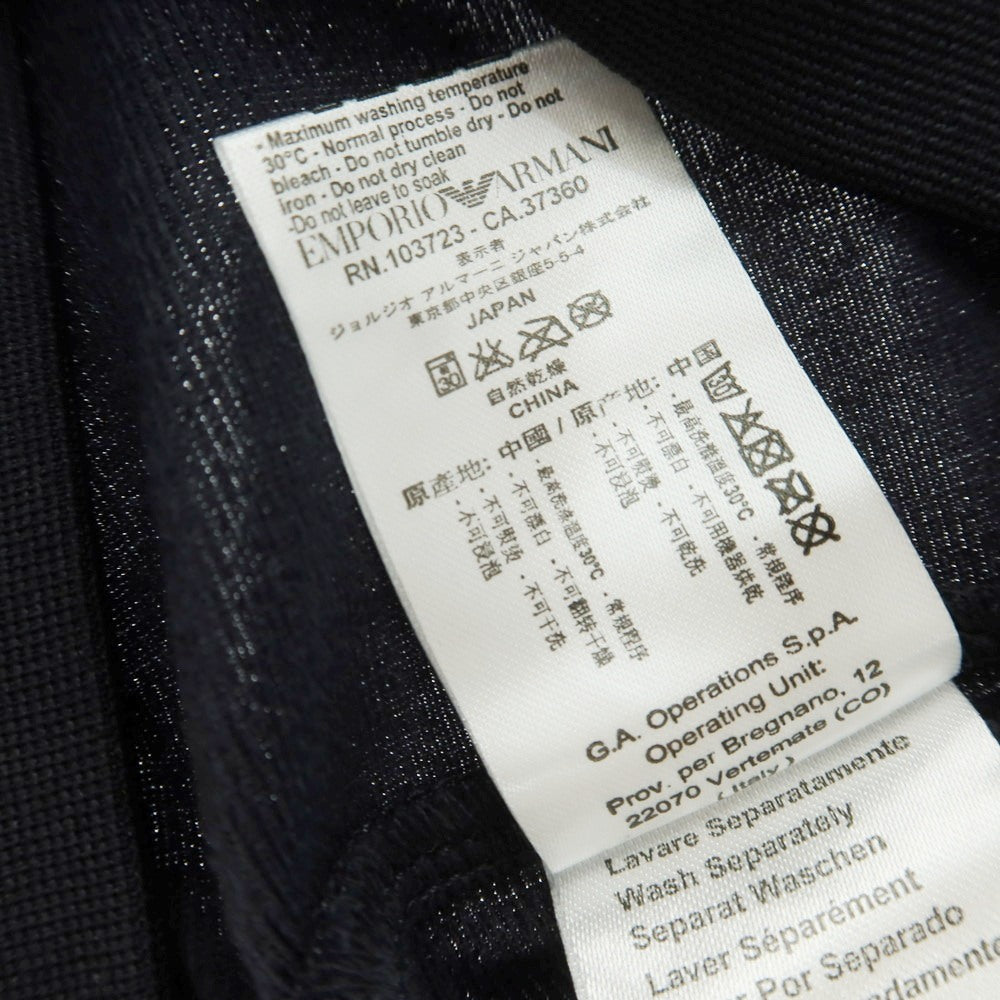 - Maximum washing temperature
30°C - Normal process - Do not
bleach - Do not tumble dry - Do not
Iron - Do not dry clean
-Do not leave to soak
EMPORIO ARMANI
RN.103723 - CA.37360
表示者
ジョルジオ アルマーニ ジャパン株式会社
東京都中央区銀座5-5-4
JAPAN
30
自然乾燥
CHINA
原產地: 中國 / 原产地: 中国
30
・最高洗滌溫度30°C ・常規程序
・不可漂白 ・不可用機器烘乾
・不可熨燙 ・不可乾洗
・不可浸泡
・最高洗涤温度30°C ・常规程序
・不可漂白 ・不可翻转干燥
・不可熨烫 ・不可干洗
・不可浸泡
G.A. Operations S.p.A.
Operating Unit:
Prov. per Bregnano, 12
22070 Vertemate (CO)
(Italy)
Lavare Separatamente
Wash Separately
Separat Waschen
Laver Séparément
Por Separado